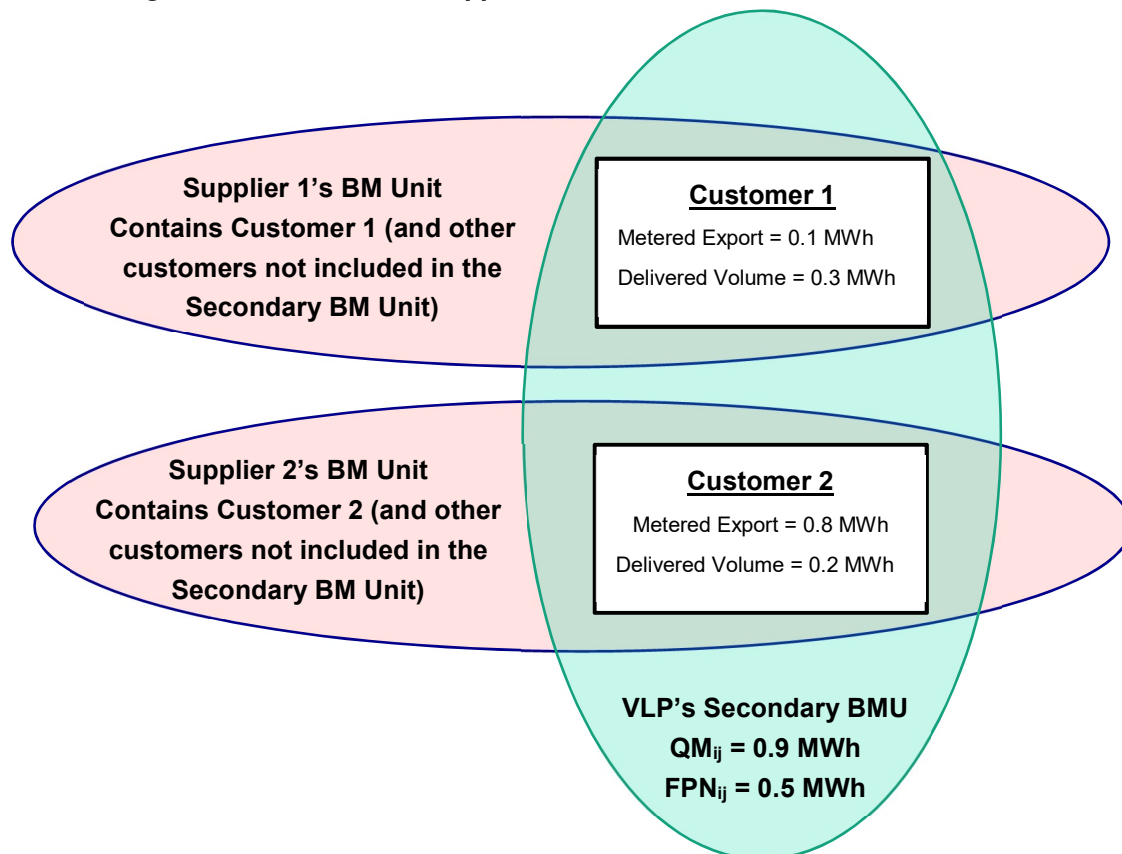 Supplier 1's BM Unit
Contains Customer 1 (and other
customers not included in the
Secondary BM Unit)
Customer 1
Metered Export = 0.1 MWh
Delivered Volume = 0.3 MWh
Supplier 2's BM Unit
Contains Customer 2 (and other
customers not included in the
Secondary BM Unit)
Customer 2
Metered Export = 0.8 MWh
Delivered Volume = 0.2 MWh
VLP's Secondary BMU
QMij = 0.9 MWh
FPNij = 0.5 MWh